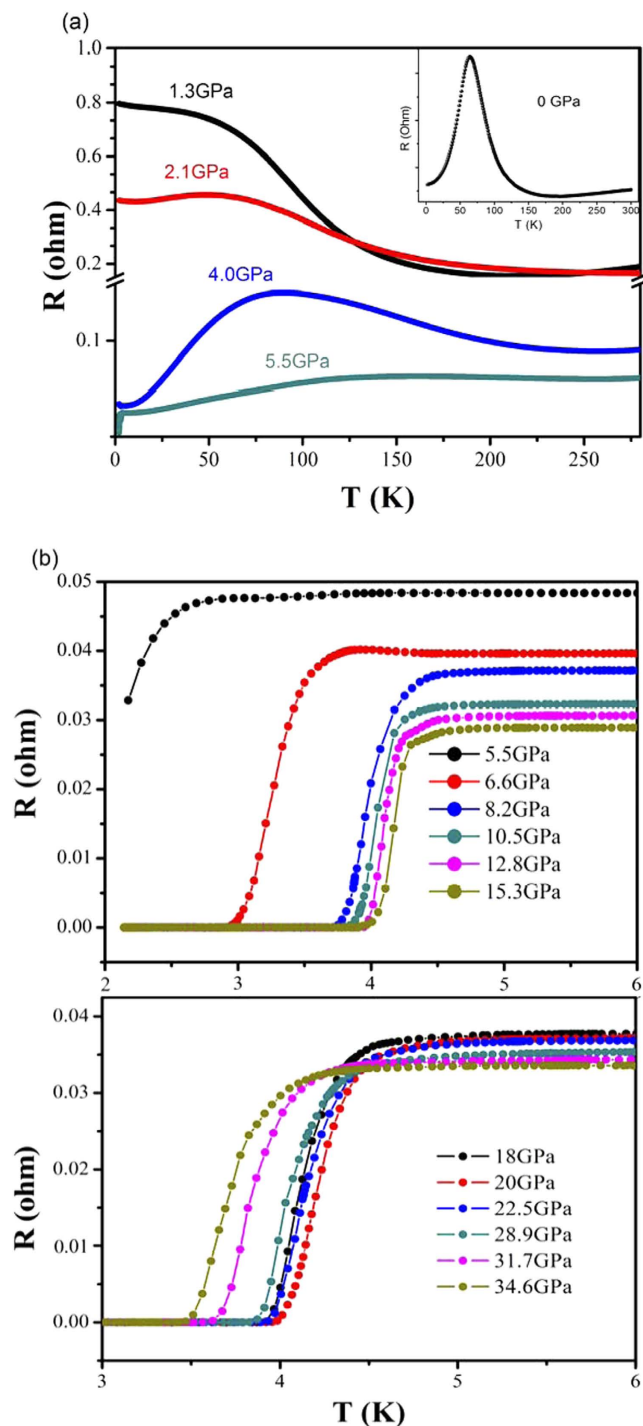 (a)
1.0
0.8
0.6
0.4
0.2
0.1
R (ohm)
1.3GPa
2.1GPa
4.0GPa
5.5GPa
R (Ohm)
0 GPa
0 50 100 150 200 250 300
T (K)
0 50 100 150 200 250
T (K)
(b)
0.05
0.04
0.03
0.02
0.01
0.00
R (ohm)
5.5GPa
6.6GPa
8.2GPa
10.5GPa
12.8GPa
15.3GPa
2 3 4 5 6
0.04
0.03
0.02
0.01
0.00
R (ohm)
18GPa
20GPa
22.5GPa
28.9GPa
31.7GPa
34.6GPa
3 4 5 6
T (K)